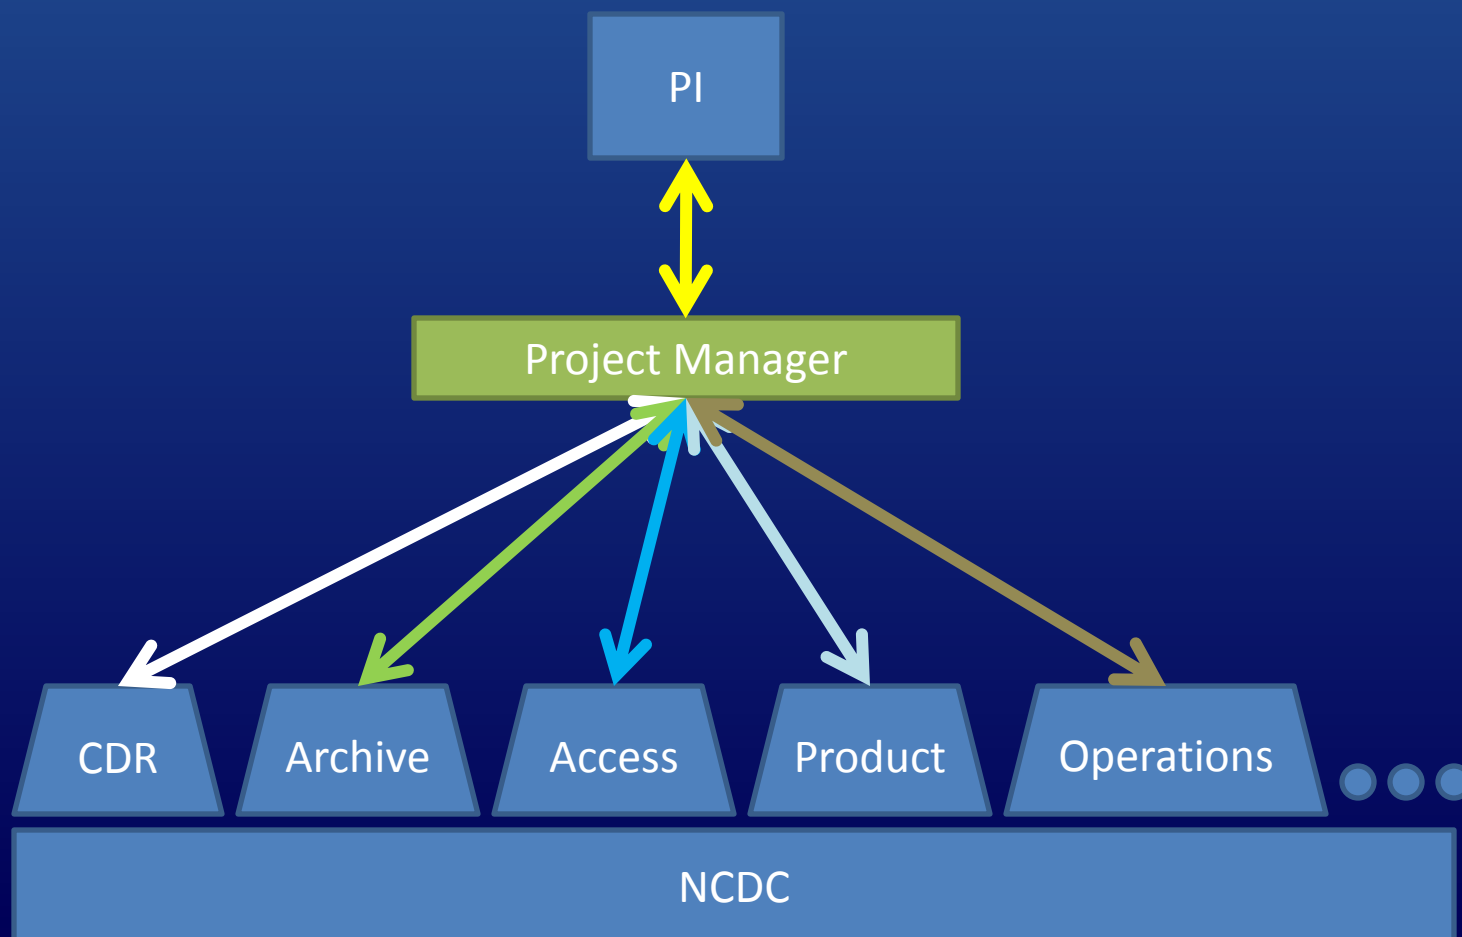 PI
Project Manager
CDR
Archive
Access
Product
Operations
NCDC